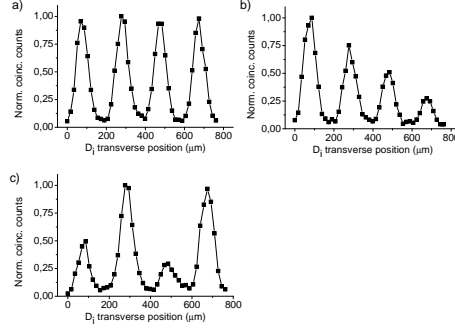 a)
Norm. coinc. counts
1,00
0,75
0,50
0,25
0,00
0 200 400 600 800
Di transverse position (μm)
b)
Norm. coinc. counts
1,00
0,75
0,50
0,25
0,00
0 200 400 600 800
Di transverse position (μm)
c)
Norm. coinc. counts
1,00
0,75
0,50
0,25
0,00
0 200 400 600 800
Di transverse position (μm)